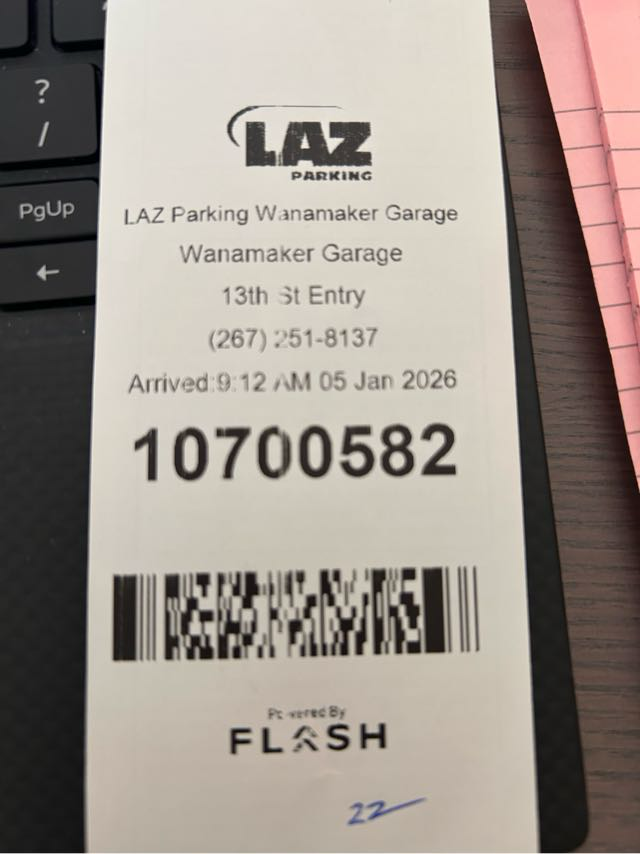 ?
/
PgUp
←
LAZ
PARKING
LAZ Parking Wanamaker Garage
Wanamaker Garage
13th St Entry
(267) 251-8137
Arrived:9:12 AM 05 Jan 2026
10700582
Powered By
FLASH
22